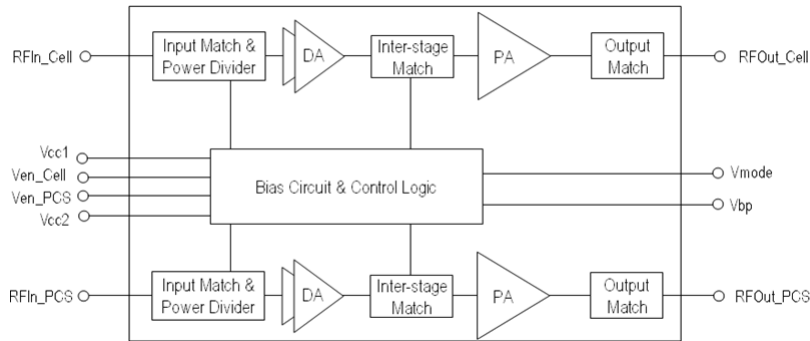 RFIn_Cell
Input Match &
Power Divider
DA
Inter-stage
Match
PA
Output
Match
RFOut_Cell
Vcc1
Ven_Cell
Ven_PCS
Vcc2
Bias Circuit & Control Logic
Vmode
Vbp
RFIn_PCS
Input Match &
Power Divider
DA
Inter-stage
Match
PA
Output
Match
RFOut_PCS